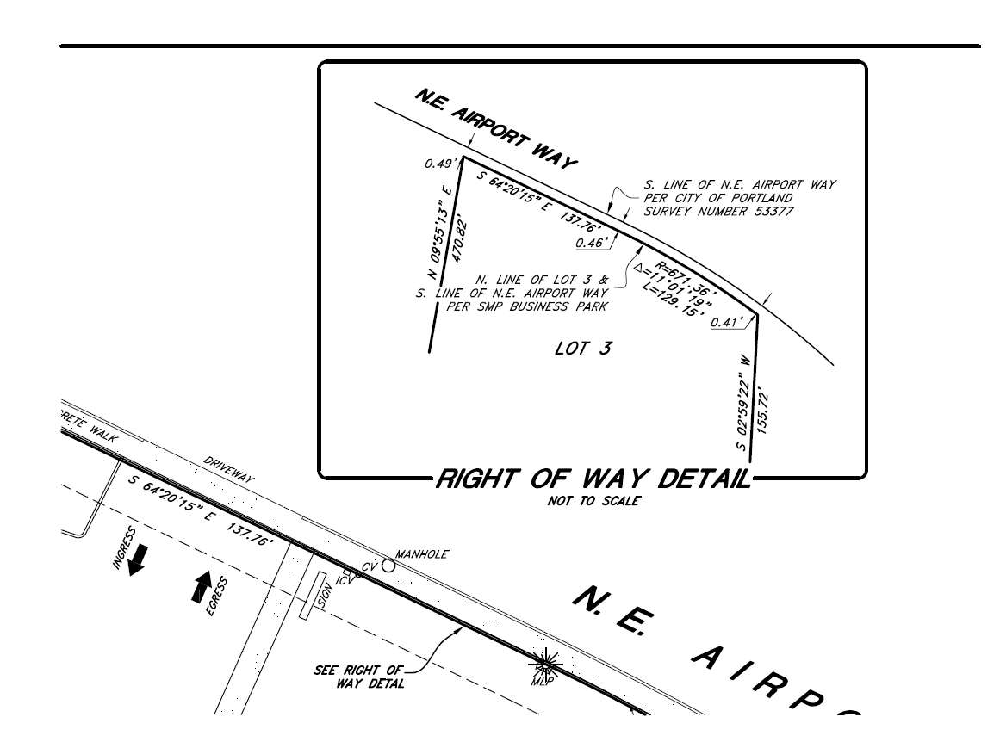 N.E. AIRPORT WAY
0.49'
S 64°20'15" E 137.76'
S. LINE OF N.E. AIRPORT WAY
PER CITY OF PORTLAND
SURVEY NUMBER 53377
0.46'
N 09°55'13" E
470.82'
N. LINE OF LOT 3 &
S. LINE OF N.E. AIRPORT WAY
PER SMP BUSINESS PARK
R=671.36'
△=11°01'19"
L=129.15'
0.41'
LOT 3
S 02°59'22" W
155.72'
RIGHT OF WAY DETAIL
NOT TO SCALE
RETE WALK
DRIVEWAY
S 64°20'15" E 137.76'
INGRESS
EGRESS
MANHOLE
CV
ICV
SIGN
SEE RIGHT OF
WAY DETAL
MLP
N. E. AIRPO